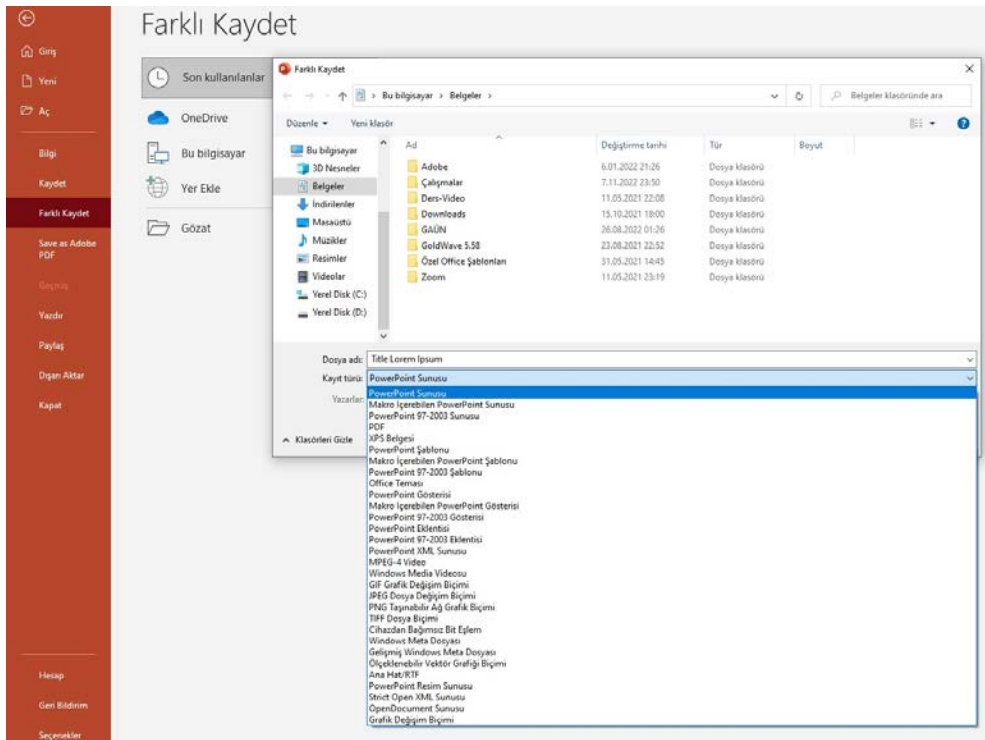 Farklı Kaydet
Giriş
Yeni
Aç
Bilgi
Kaydet
Farklı Kaydet
Save as Adobe
PDF
Geçmiş
Yazdır
Paylaş
Dışarı Aktar
Kapat
Hesap
Geri Bildirim
Seçenekler
Son kullanılanlar
OneDrive
Bu bilgisayar
Yer Ekle
Gözat
Farklı Kaydet
Bu bilgisayar > Belgeler >
Belgeler klasöründe ara
Düzenle Yeni klasör
Bu bilgisayar
3D Nesneler
Belgeler
İndirilenler
Masaüstü
Müzikler
Resimler
Videolar
Yerel Disk (C:)
Yerel Disk (D:)
Ad Değiştirme tarihi Tür Boyut
Adobe 6.01.2022 21:26 Dosya klasörü
Çalışmalar 7.11.2022 23:50 Dosya klasörü
Ders-Video 11.05.2021 22:08 Dosya klasörü
Downloads 15.10.2021 18:00 Dosya klasörü
GAÜN 26.08.2022 01:26 Dosya klasörü
GoldWave 5.58 23.08.2021 22:52 Dosya klasörü
Özel Office Şablonları 31.05.2021 14:45 Dosya klasörü
Zoom 11.05.2021 23:19 Dosya klasörü
Dosya adı: Title Lorem Ipsum
Kayıt türü: PowerPoint Sunusu
Yazarlar:
Klasörleri Gizle
PowerPoint Sunusu
Makro İçerebilen PowerPoint Sunusu
PowerPoint 97-2003 Sunusu
PDF
XPS Belgesi
PowerPoint Şablonu
Makro İçerebilen PowerPoint Şablonu
PowerPoint 97-2003 Şablonu
Office Teması
PowerPoint Gösterisi
Makro İçerebilen PowerPoint Gösterisi
PowerPoint 97-2003 Gösterisi
PowerPoint Eklentisi
PowerPoint 97-2003 Eklentisi
PowerPoint XML Sunusu
MPEG-4 Video
Windows Media Videosu
GIF Grafik Değişim Biçimi
JPEG Dosya Değişim Biçimi
PNG Taşınabilir Ağ Grafik Biçimi
TIFF Dosya Biçimi
Cihazdan Bağımsız Bit Eşlem
Windows Meta Dosyası
Gelişmiş Windows Meta Dosyası
Ölçeklenebilir Vektör Grafiği Biçimi
Ana Hat/RTF
PowerPoint Resim Sunusu
Strict Open XML Sunusu
OpenDocument Sunusu
Grafik Değişim Biçimi